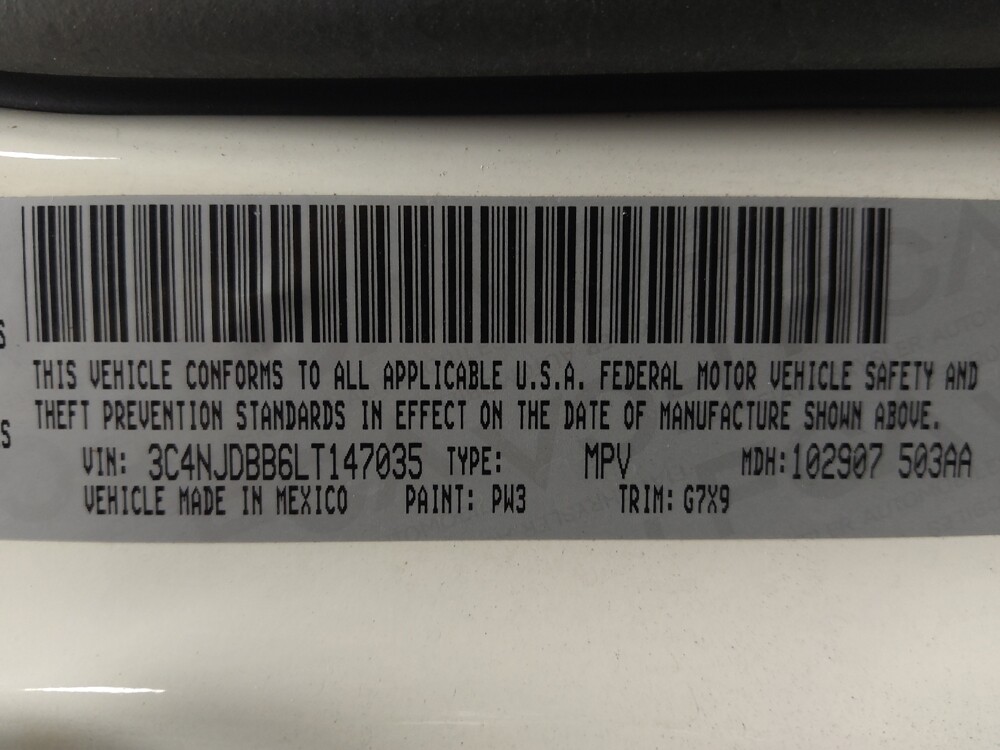 S
THIS VEHICLE CONFORMS TO ALL APPLICABLE U.S.A. FEDERAL MOTOR VEHICLE SAFETY AND
THEFT PREVENTION STANDARDS IN EFFECT ON THE DATE OF MANUFACTURE SHOWN ABOVE.
S
VIN: 3C4NJDBB6LT147035 TYPE: MPV MDH:102907 503AA
VEHICLE MADE IN MEXICO PAINT: PW3 TRIM: G7X9